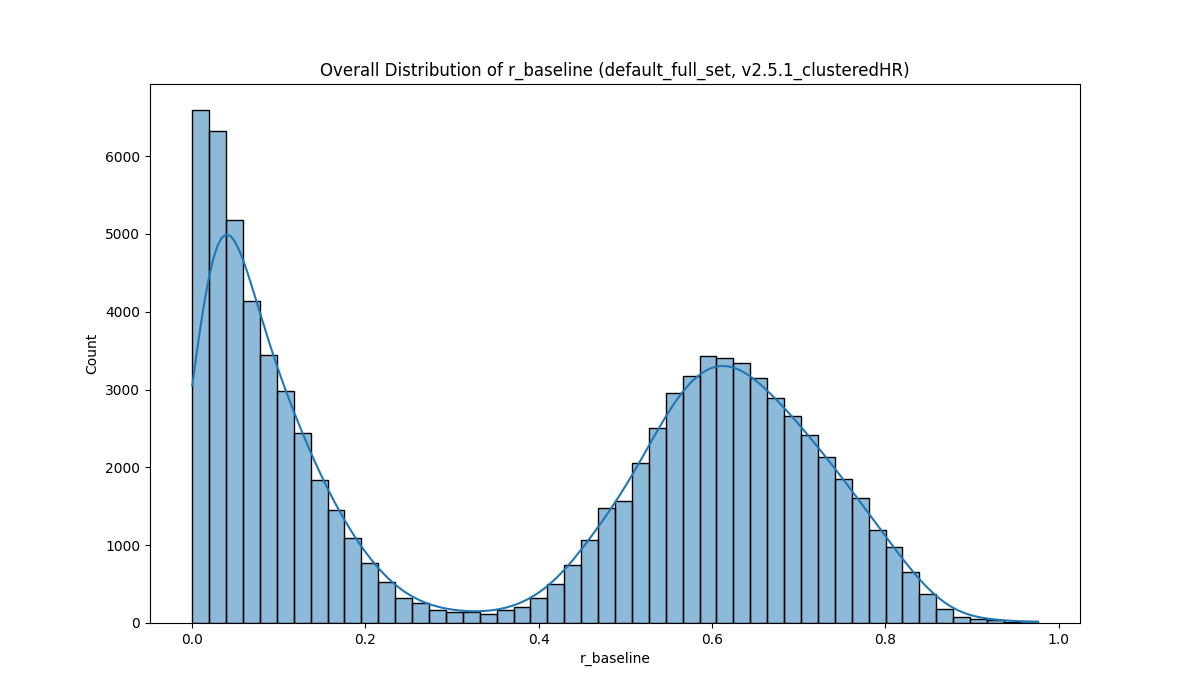 Overall Distribution of r_baseline (default_full_set, v2.5.1_clusteredHR)
Count
6000
5000
4000
3000
2000
1000
0
0.0 0.2 0.4 0.6 0.8 1.0
r_baseline